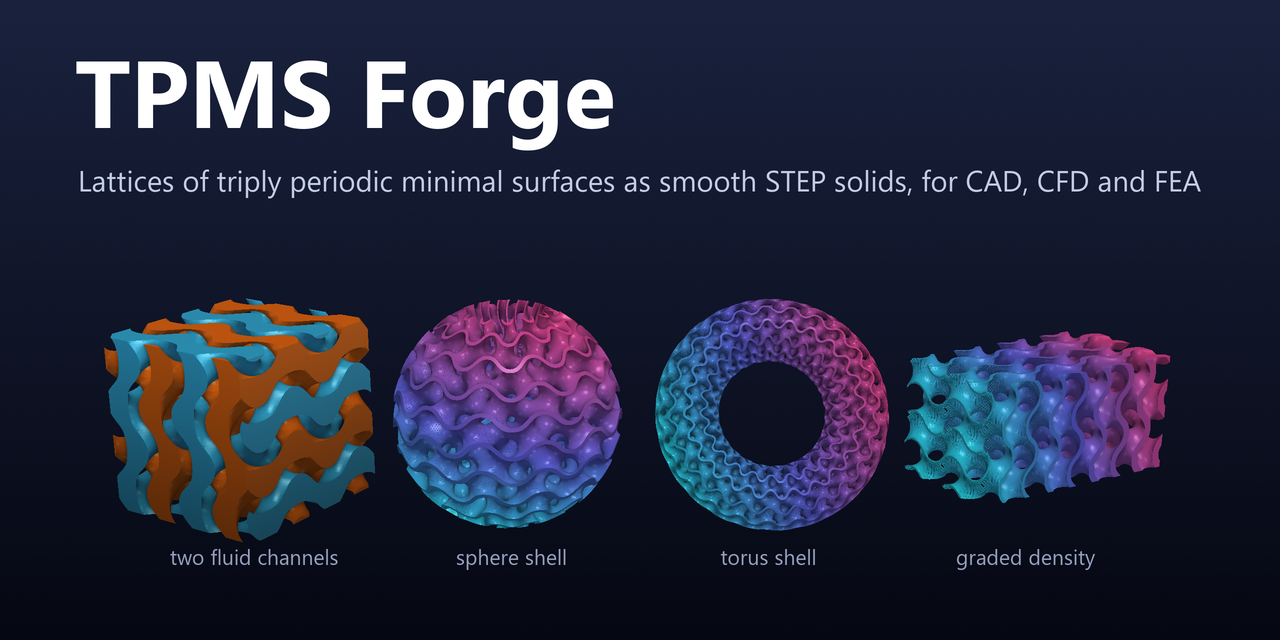 TPMS Forge
Lattices of triply periodic minimal surfaces as smooth STEP solids, for CAD, CFD and FEA
two fluid channels
sphere shell
torus shell
graded density